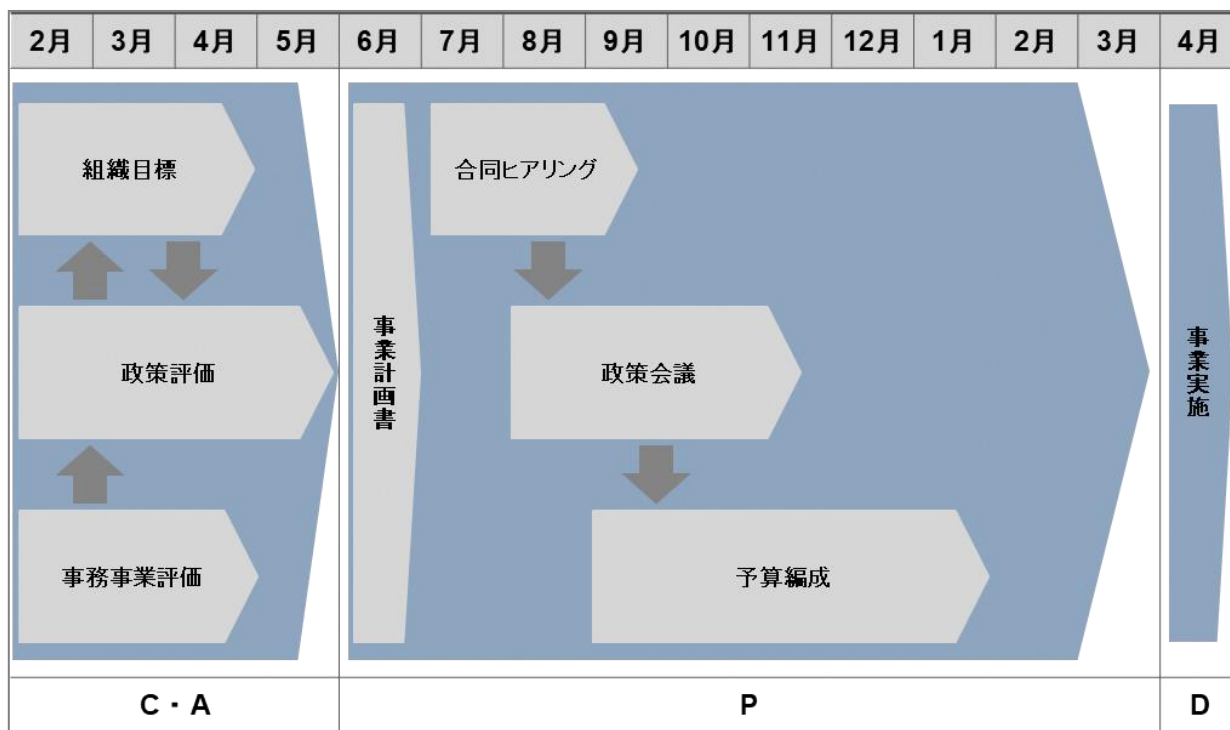 2月 3月 4月 5月 6月 7月 8月 9月 10月 11月 12月 1月 2月 3月 4月
組織目標
合同ヒアリング
政策評価
事業計画書
政策会議
事業実施
事務事業評価
予算編成
C・A P D